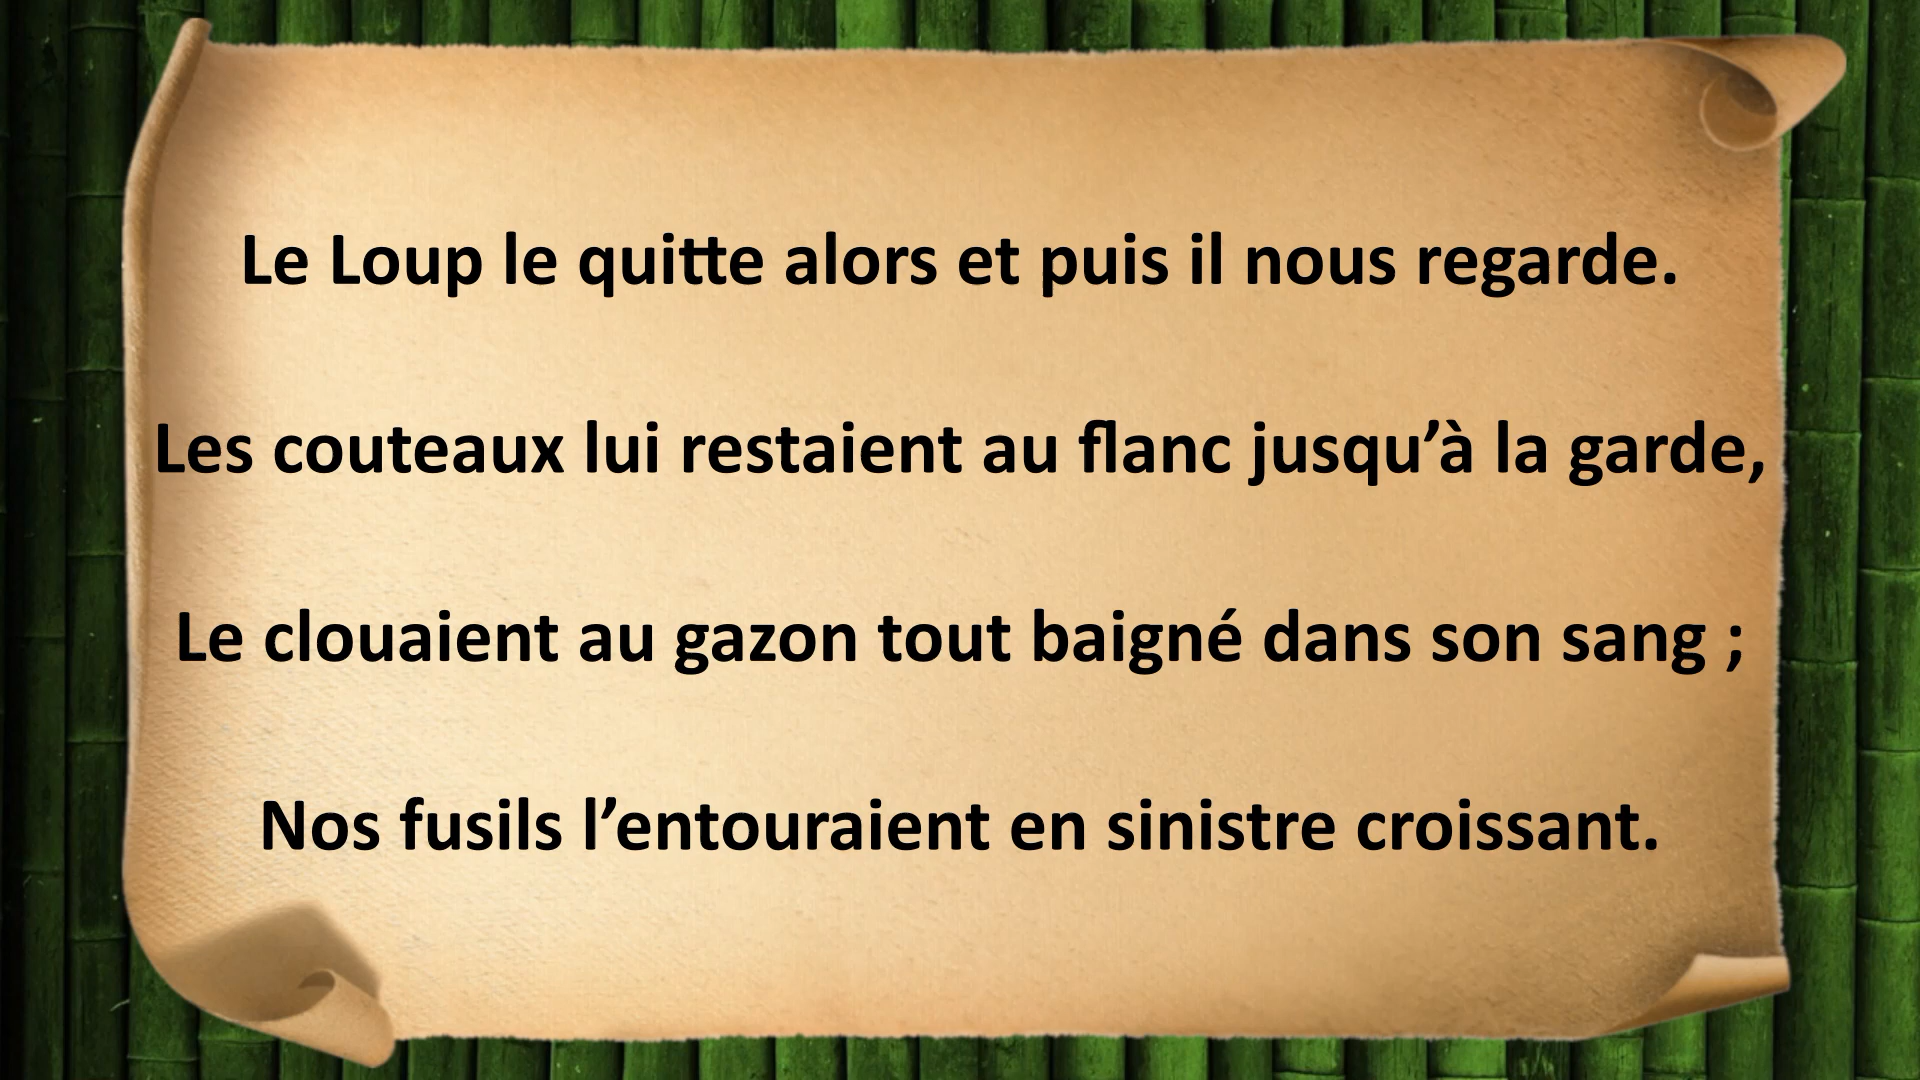 Le Loup le quitte alors et puis il nous regarde.
Les couteaux lui restaient au flanc jusqu’à la garde,
Le clouaient au gazon tout baigné dans son sang ;
Nos fusils l’entouraient en sinistre croissant.